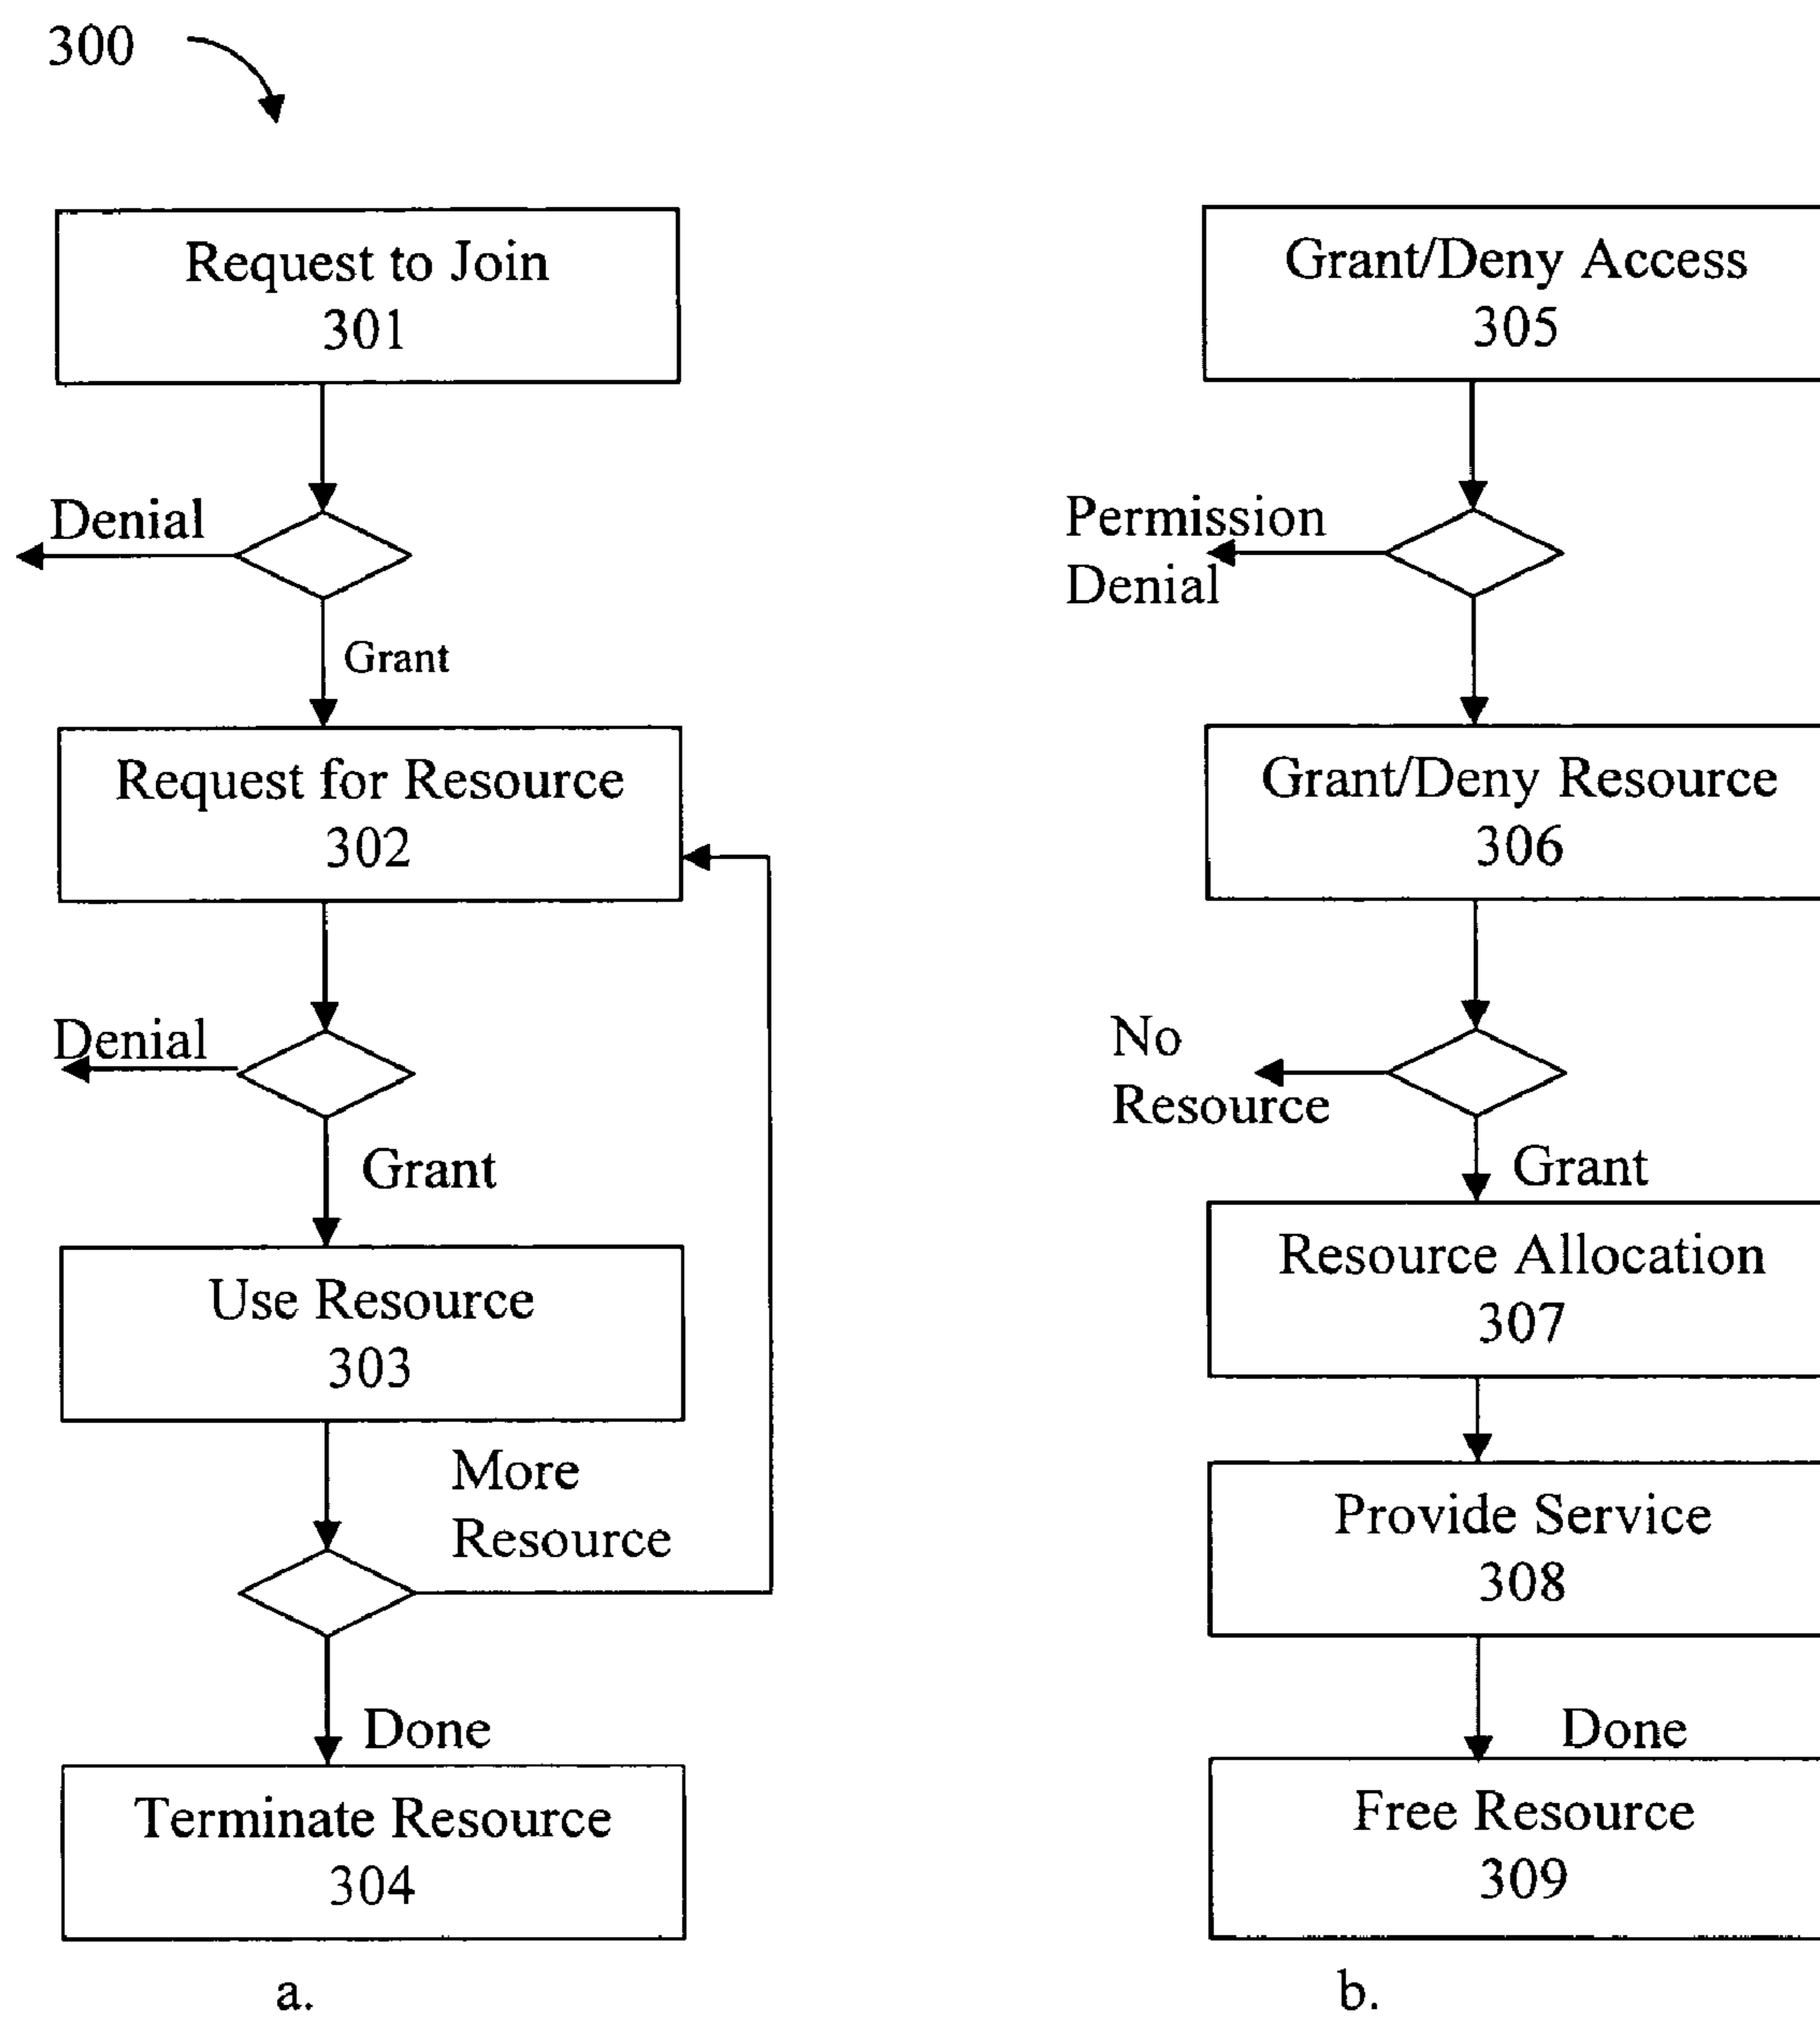 300
Request to Join
301
Denial
Grant
Request for Resource
302
Denial
Grant
Use Resource
303
More
Resource
Done
Terminate Resource
304
a.
Grant/Deny Access
305
Permission
Denial
Grant/Deny Resource
306
No
Resource
Grant
Resource Allocation
307
Provide Service
308
Done
Free Resource
309
b.